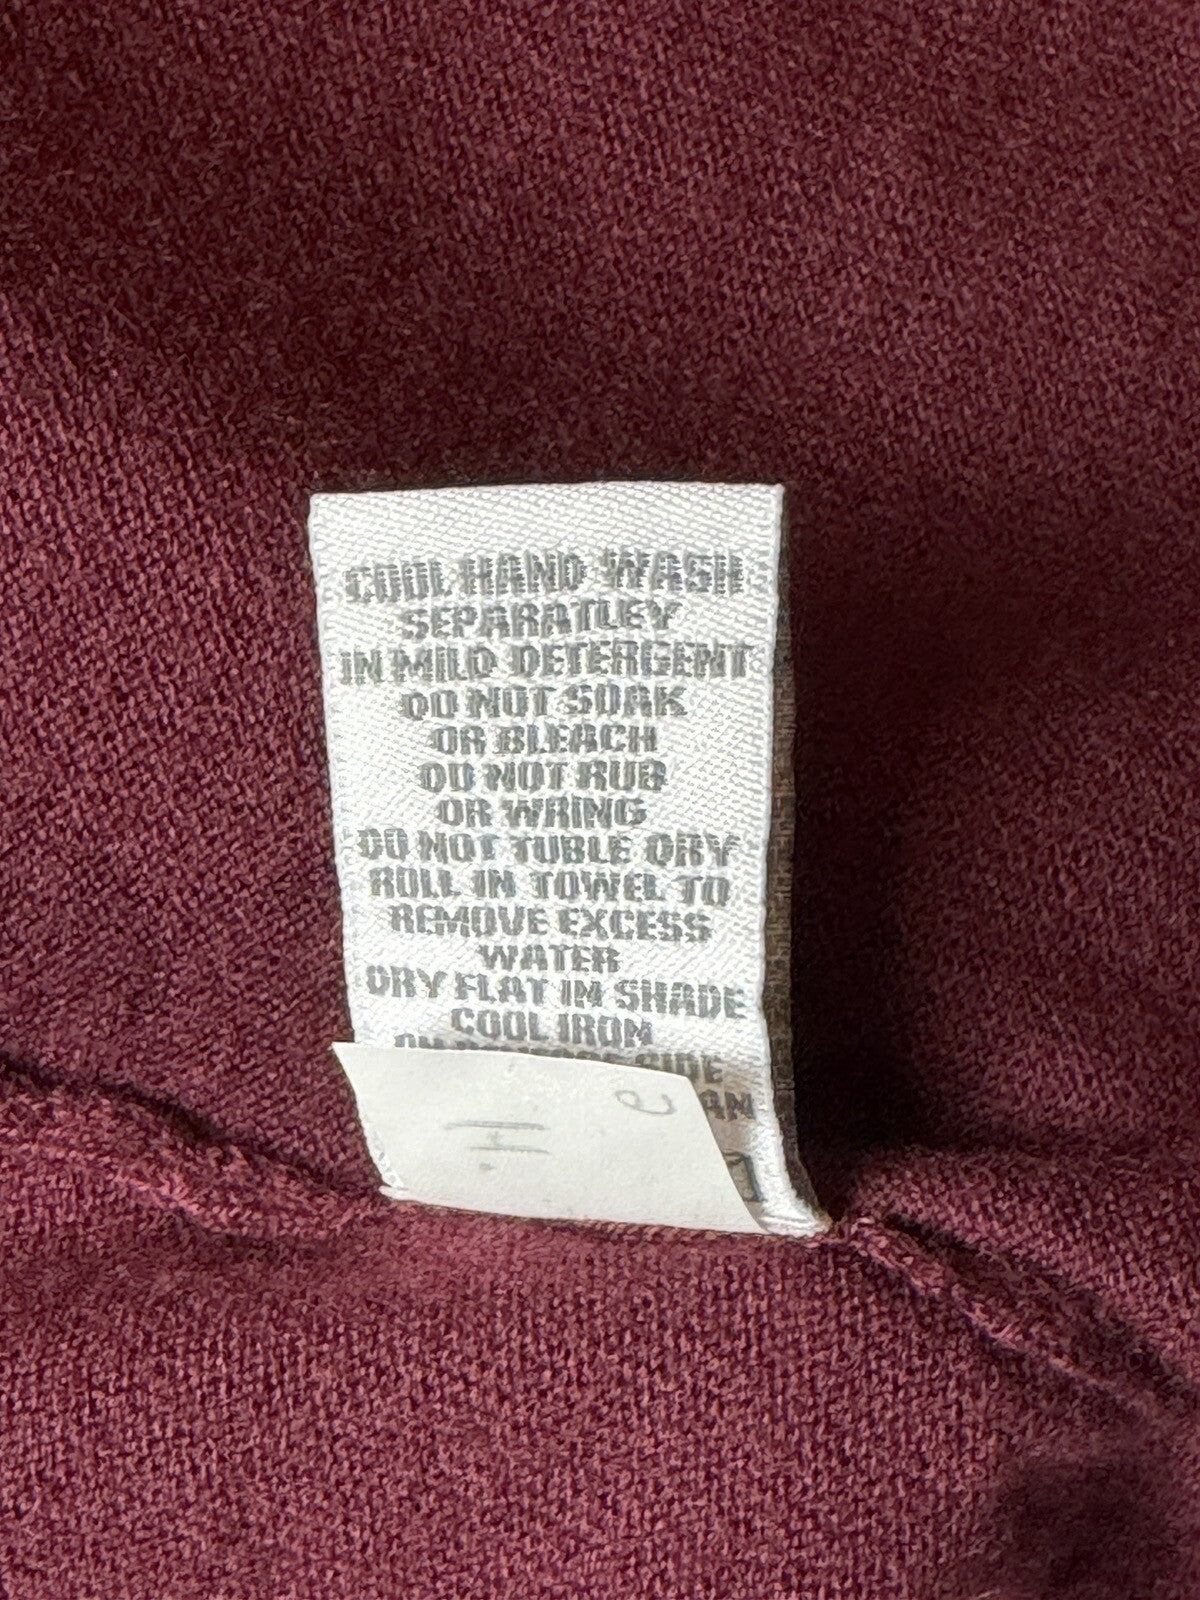 COOL HAND WASH
SEPARATLEY
IN MILD DETERGENT
DO NOT SOAK
OR BLEACH
DO NOT RUB
OR WRING
DO NOT TUBLE DRY
ROLL IN TOWEL TO
REMOVE EXCESS
WATER
DRY FLAT IN SHADE
COOL IRON
SIDE